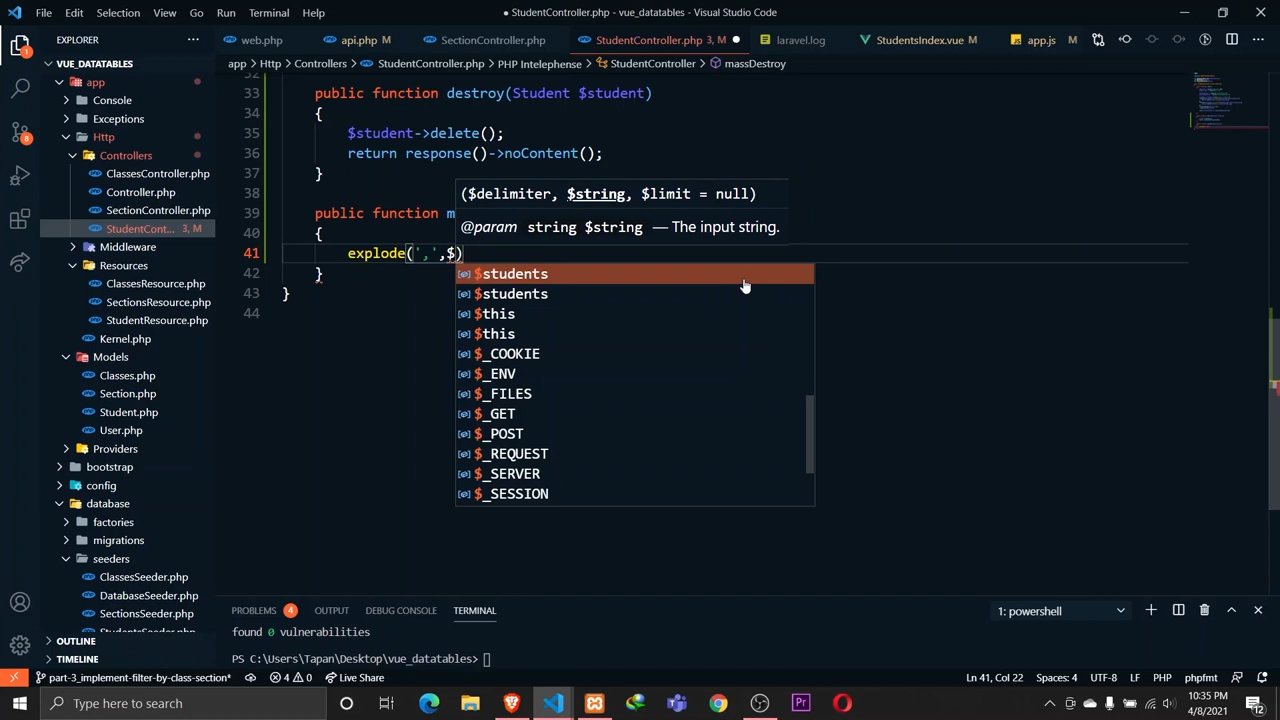 File Edit Selection View Go Run Terminal Help
StudentController.php - vue_datatables - Visual Studio Code
EXPLORER
web.php
api.php M
SectionController.php
StudentController.php 3, M
laravel.log
StudentsIndex.vue M
app.js M
VUE_DATATABLES
app > Http > Controllers > StudentController.php > PHP Intelephense > StudentController > massDestroy
app
Console
Exceptions
Http
Controllers
ClassesController.php
Controller.php
SectionController.php
StudentCont... 3, M
Middleware
Resources
ClassesResource.php
SectionsResource.php
StudentResource.php
Kernel.php
Models
Classes.php
Section.php
Student.php
User.php
Providers
bootstrap
config
database
factories
migrations
seeders
ClassesSeeder.php
DatabaseSeeder.php
SectionsSeeder.php
StudentsSeeder.php
OUTLINE
TIMELINE
32
33 public function destroy(Student $student)
34 {
35 $student->delete();
36 return response()->noContent();
37 }
38
($delimiter, $string, $limit = null)
@param string $string — The input string.
39 public function m
40 {
41 explode(',',$)
42 }
43 }
44
$students
$students
$this
$this
$_COOKIE
$_ENV
$_FILES
$_GET
$_POST
$_REQUEST
$_SERVER
$_SESSION
PROBLEMS 4 OUTPUT DEBUG CONSOLE TERMINAL
1: powershell
found 0 vulnerabilities
PS C:\Users\Tapan\Desktop\vue_datatables>
part-3_implement-filter-by-class-section* 4 0 Live Share
Ln 41, Col 22 Spaces: 4 UTF-8 LF PHP phpfmt
Type here to search
Pr
10:35 PM
4/8/2021